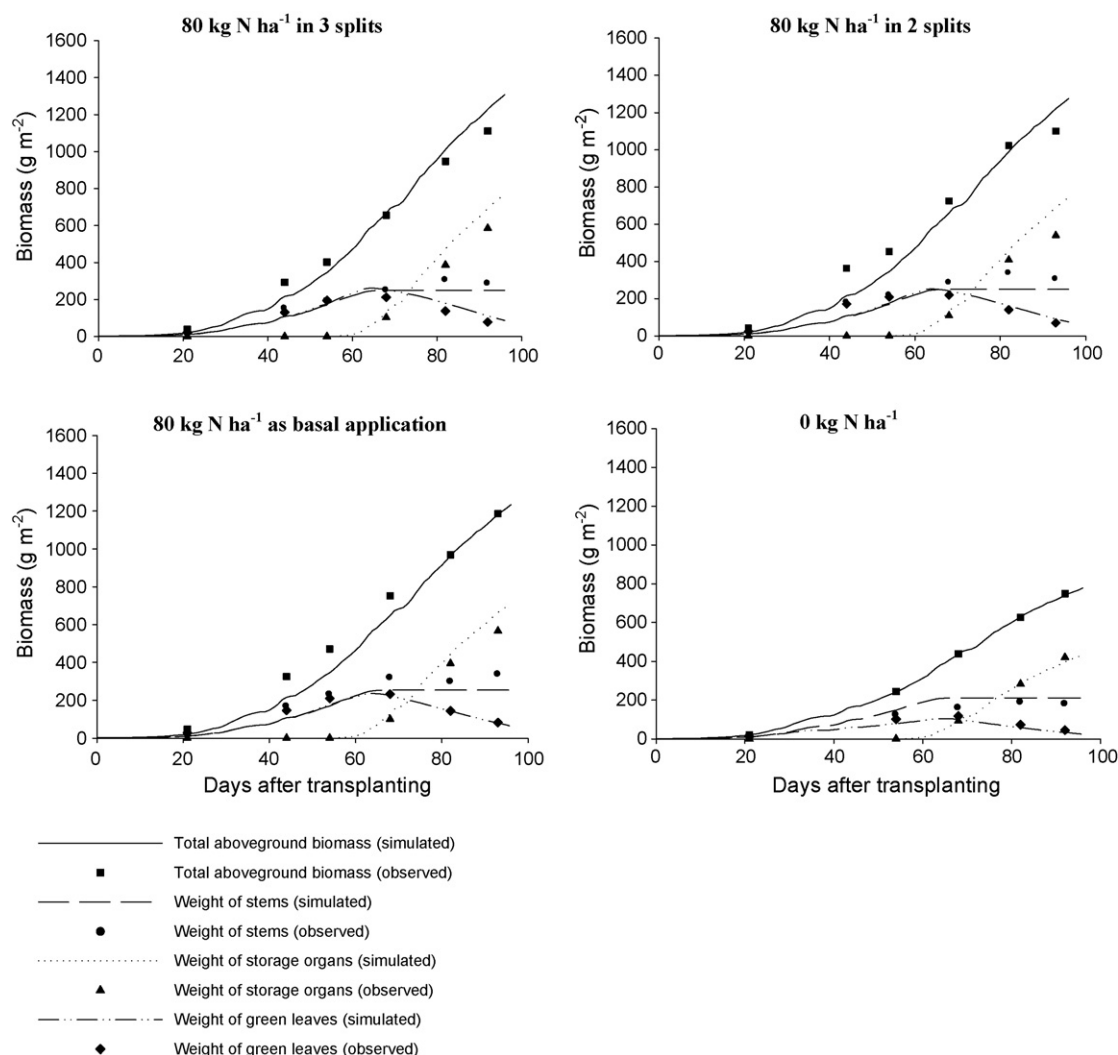 80 kg N ha⁻¹ in 3 splits
1600
1400
1200
1000
800
600
400
200
0
Biomass (g m⁻²)
0 20 40 60 80 100
80 kg N ha⁻¹ in 2 splits
1600
1400
1200
1000
800
600
400
200
0
Biomass (g m⁻²)
0 20 40 60 80 100
80 kg N ha⁻¹ as basal application
1600
1400
1200
1000
800
600
400
200
0
Biomass (g m⁻²)
0 20 40 60 80 100
Days after transplanting
0 kg N ha⁻¹
1600
1400
1200
1000
800
600
400
200
0
Biomass (g m⁻²)
0 20 40 60 80 100
Days after transplanting
Total aboveground biomass (simulated)
Total aboveground biomass (observed)
Weight of stems (simulated)
Weight of stems (observed)
Weight of storage organs (simulated)
Weight of storage organs (observed)
Weight of green leaves (simulated)
Weight of green leaves (observed)